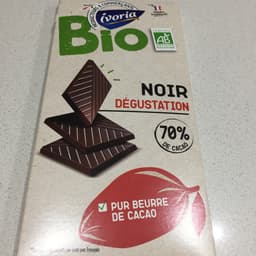 ivoria
Bio
AB
NOIR
DÉGUSTATION
70%
DE CACAO
PUR BEURRE
DE CACAO